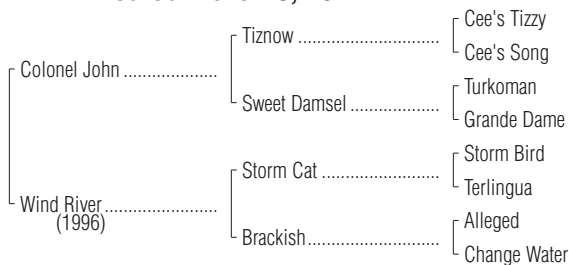 Tiznow
Cee's Tizzy
Cee's Song
Colonel John
Sweet Damsel
Turkoman
Grande Dame
Storm Cat
Storm Bird
Terlingua
Wind River
(1996)
Brackish
Alleged
Change Water